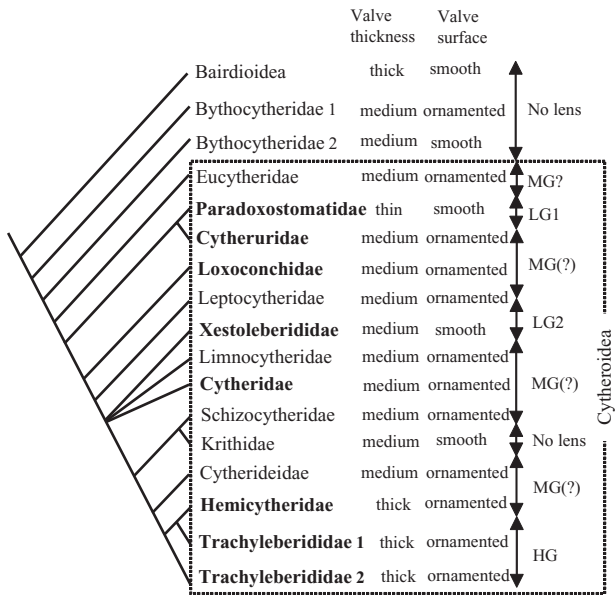 Valve thickness Valve surface
Bairdioidea thick smooth
Bythocytheridae 1 medium ornamented No lens
Bythocytheridae 2 medium smooth
Eucytheridae medium ornamented MG?
Paradoxostomatidae thin smooth LG1
Cytheruridae medium ornamented
Loxoconchidae medium ornamented MG(?)
Leptocytheridae medium ornamented
Xestoleberididae medium smooth LG2
Limnocytheridae medium ornamented
Cytheridae medium ornamented MG(?)
Schizocytheridae medium ornamented
Krithidae medium smooth No lens
Cytherideidae medium ornamented MG(?)
Hemicytheridae thick ornamented
Trachyleberididae 1 thick ornamented HG
Trachyleberididae 2 thick ornamented
Cytheroidea